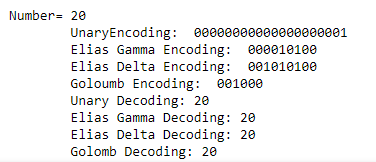 Number= 20
UnaryEncoding:  00000000000000000001
Elias Gamma Encoding:  000010100
Elias Delta Encoding:  001010100
Goloumb Encoding:  001000
Unary Decoding: 20
Elias Gamma Decoding: 20
Elias Delta Decoding: 20
Golomb Decoding: 20